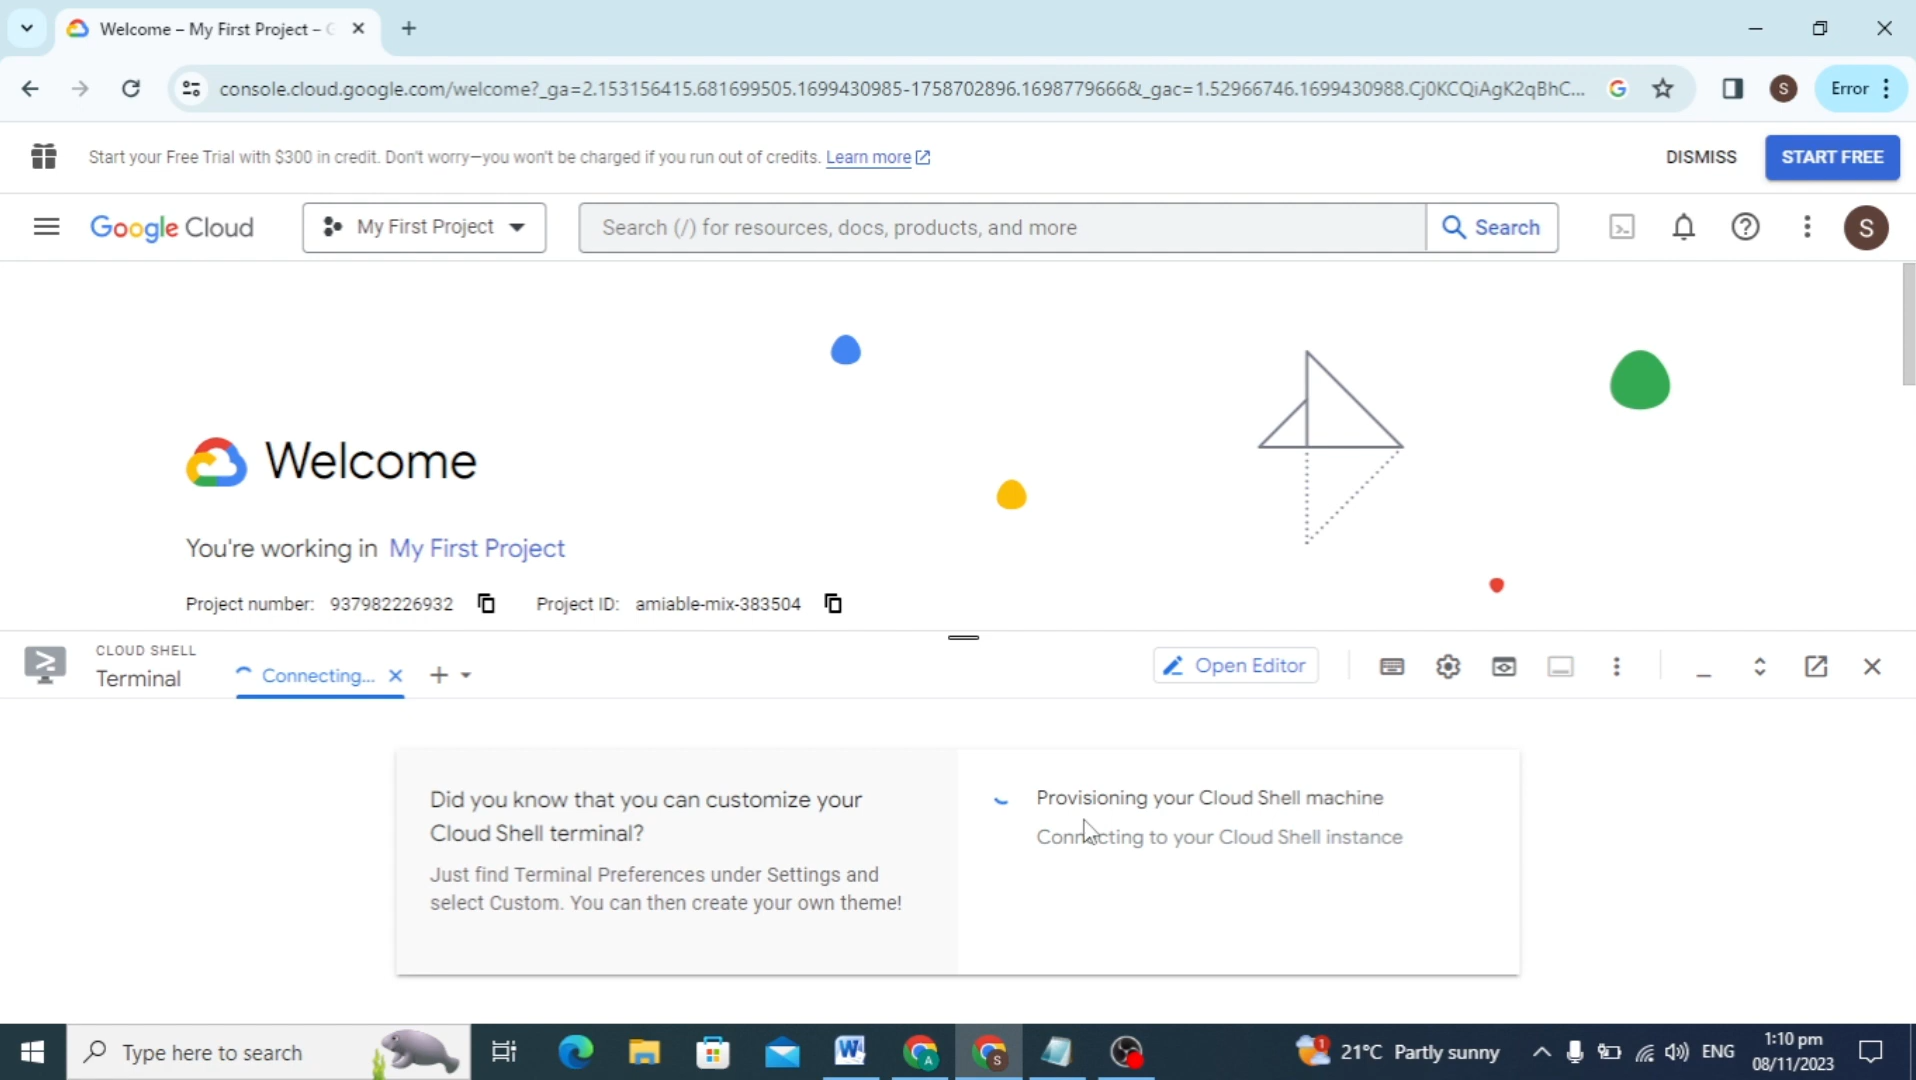 Welcome – My First Project – G
console.cloud.google.com/welcome?_ga=2.153156415.681699505.1699430985-1758702896.1698779666&_gac=1.52966746.1699430988.Cj0KCQiAgK2qBhC...
S
Error
Start your Free Trial with $300 in credit. Don't worry—you won't be charged if you run out of credits. Learn more
DISMISS
START FREE
Google Cloud
My First Project
Search (/) for resources, docs, products, and more
Search
S
Welcome
You're working in My First Project
Project number: 937982226932
Project ID: amiable-mix-383504
CLOUD SHELL
Terminal
Connecting...
Open Editor
Did you know that you can customize your
Cloud Shell terminal?
Just find Terminal Preferences under Settings and
select Custom. You can then create your own theme!
Provisioning your Cloud Shell machine
Connecting to your Cloud Shell instance
Type here to search
W
A
S
1
21°C Partly sunny
ENG
1:10 pm
08/11/2023